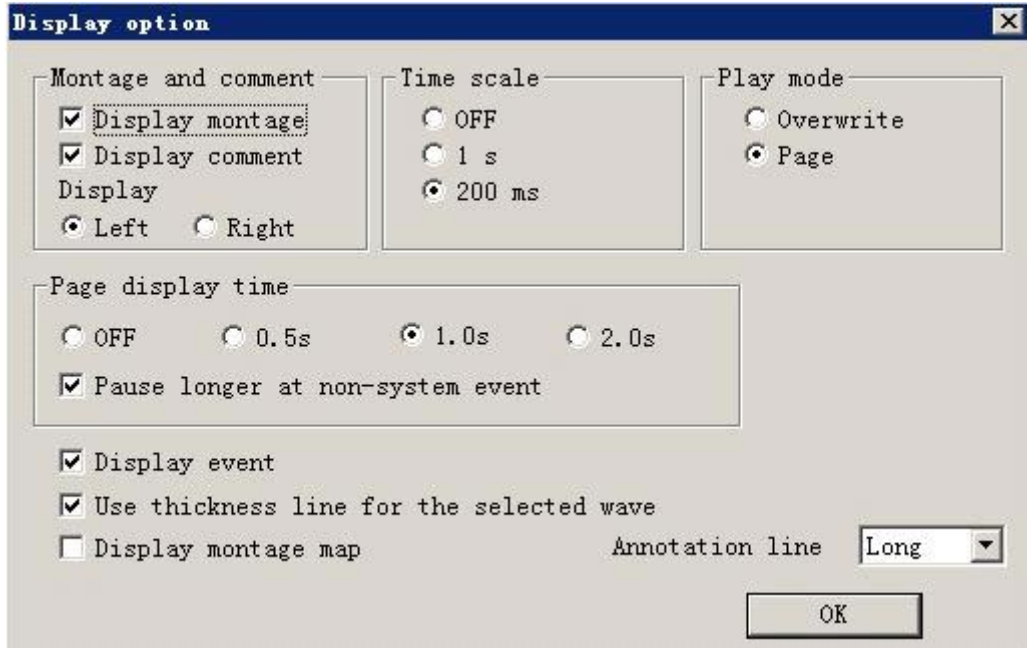 Display option
Montage and comment
Display montage
Display comment
Display
Left Right
Time scale
OFF
1 s
200 ms
Play mode
Overwrite
Page
Page display time
OFF 0.5s 1.0s 2.0s
Pause longer at non-system event
Display event
Use thickness line for the selected wave
Display montage map
Annotation line Long
OK